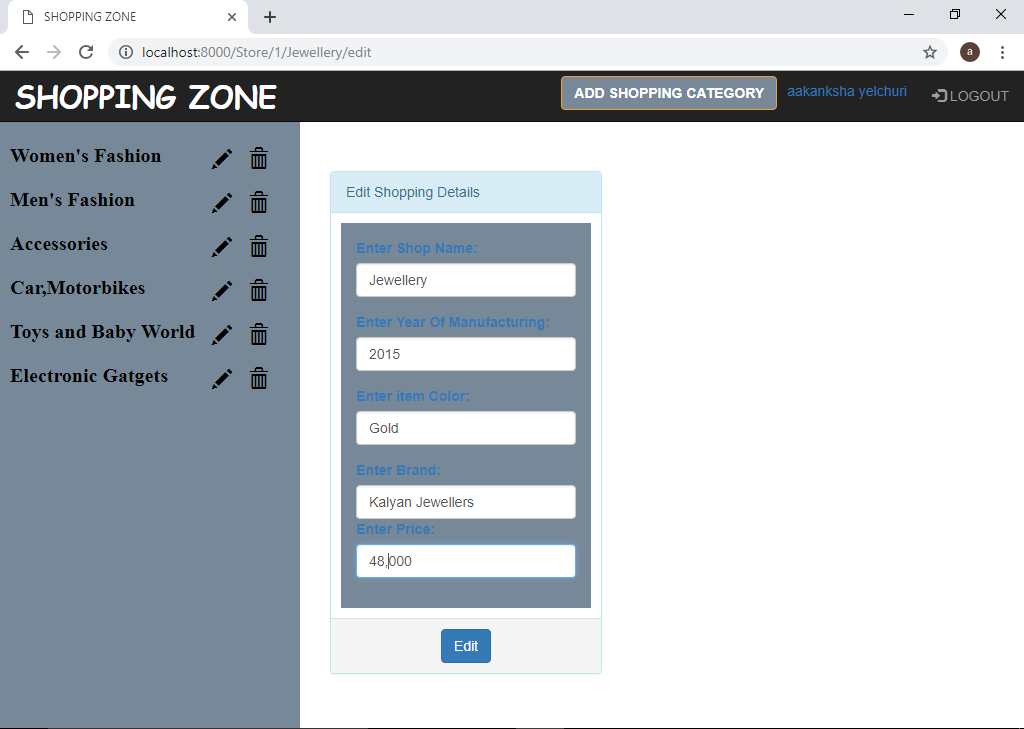 SHOPPING ZONE
localhost:8000/Store/1/Jewellery/edit
a
SHOPPING ZONE
ADD SHOPPING CATEGORY
aakanksha yelchuri
LOGOUT
Women's Fashion
Men's Fashion
Accessories
Car,Motorbikes
Toys and Baby World
Electronic Gatgets
Edit Shopping Details
Enter Shop Name:
Jewellery
Enter Year Of Manufacturing:
2015
Enter item Color:
Gold
Enter Brand:
Kalyan Jewellers
Enter Price:
48,000
Edit